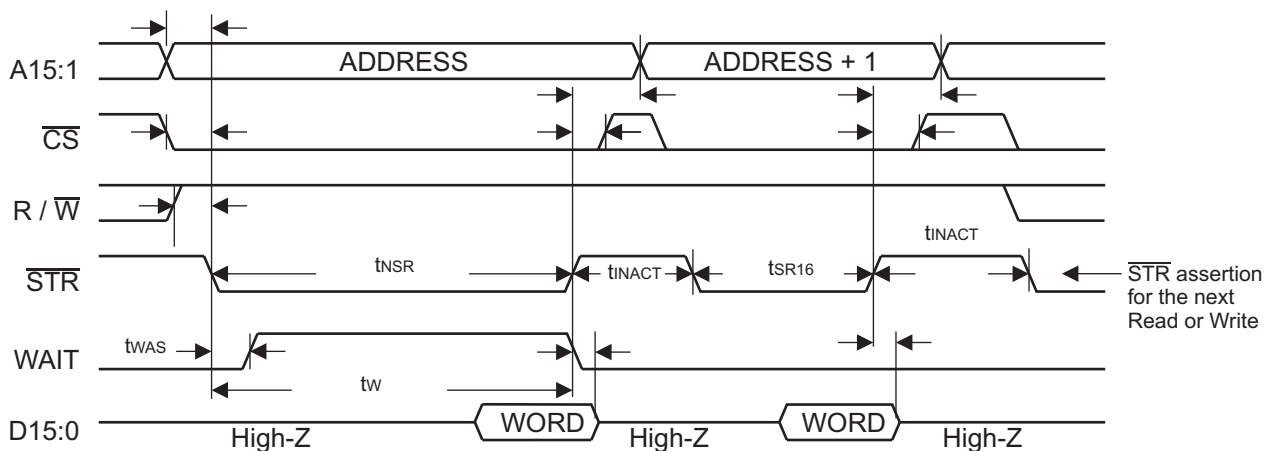 A15:1 ADDRESS ADDRESS + 1
CS
R / W
tINACT
STR tNSR tINACT tSR16 STR assertion
for the next
Read or Write
WAIT tWAS
tW
D15:0 WORD WORD
High-Z High-Z High-Z